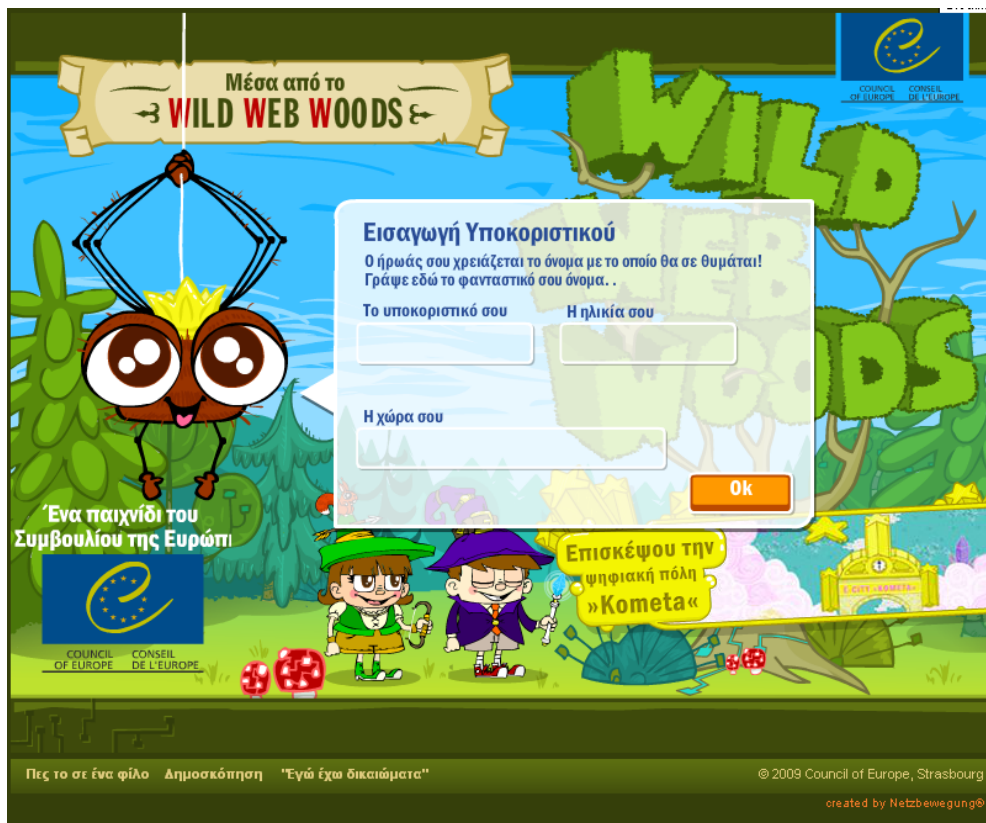 Μέσα από το
WILD WEB WOODS
COUNCIL OF EUROPE
CONSEIL DE L'EUROPE
WILD
WEB
WOODS
Εισαγωγή Υποκοριστικού
Ο ήρωάς σου χρειάζεται το όνομα με το οποίο θα σε θυμάται!
Γράψε εδώ το φανταστικό σου όνομα. .
Το υποκοριστικό σου
Η ηλικία σου
Η χώρα σου
Ok
Ένα παιχνίδι του
Συμβουλίου της Ευρώπ
COUNCIL OF EUROPE
CONSEIL DE L'EUROPE
Επισκέψου την
ψηφιακή πόλη
»Kometa«
E-CITY «KOMETA»
Πες το σε ένα φίλο Δημοσκόπηση "Εγώ έχω δικαιώματα"
© 2009 Council of Europe, Strasbourg
created by Netzbewegung®